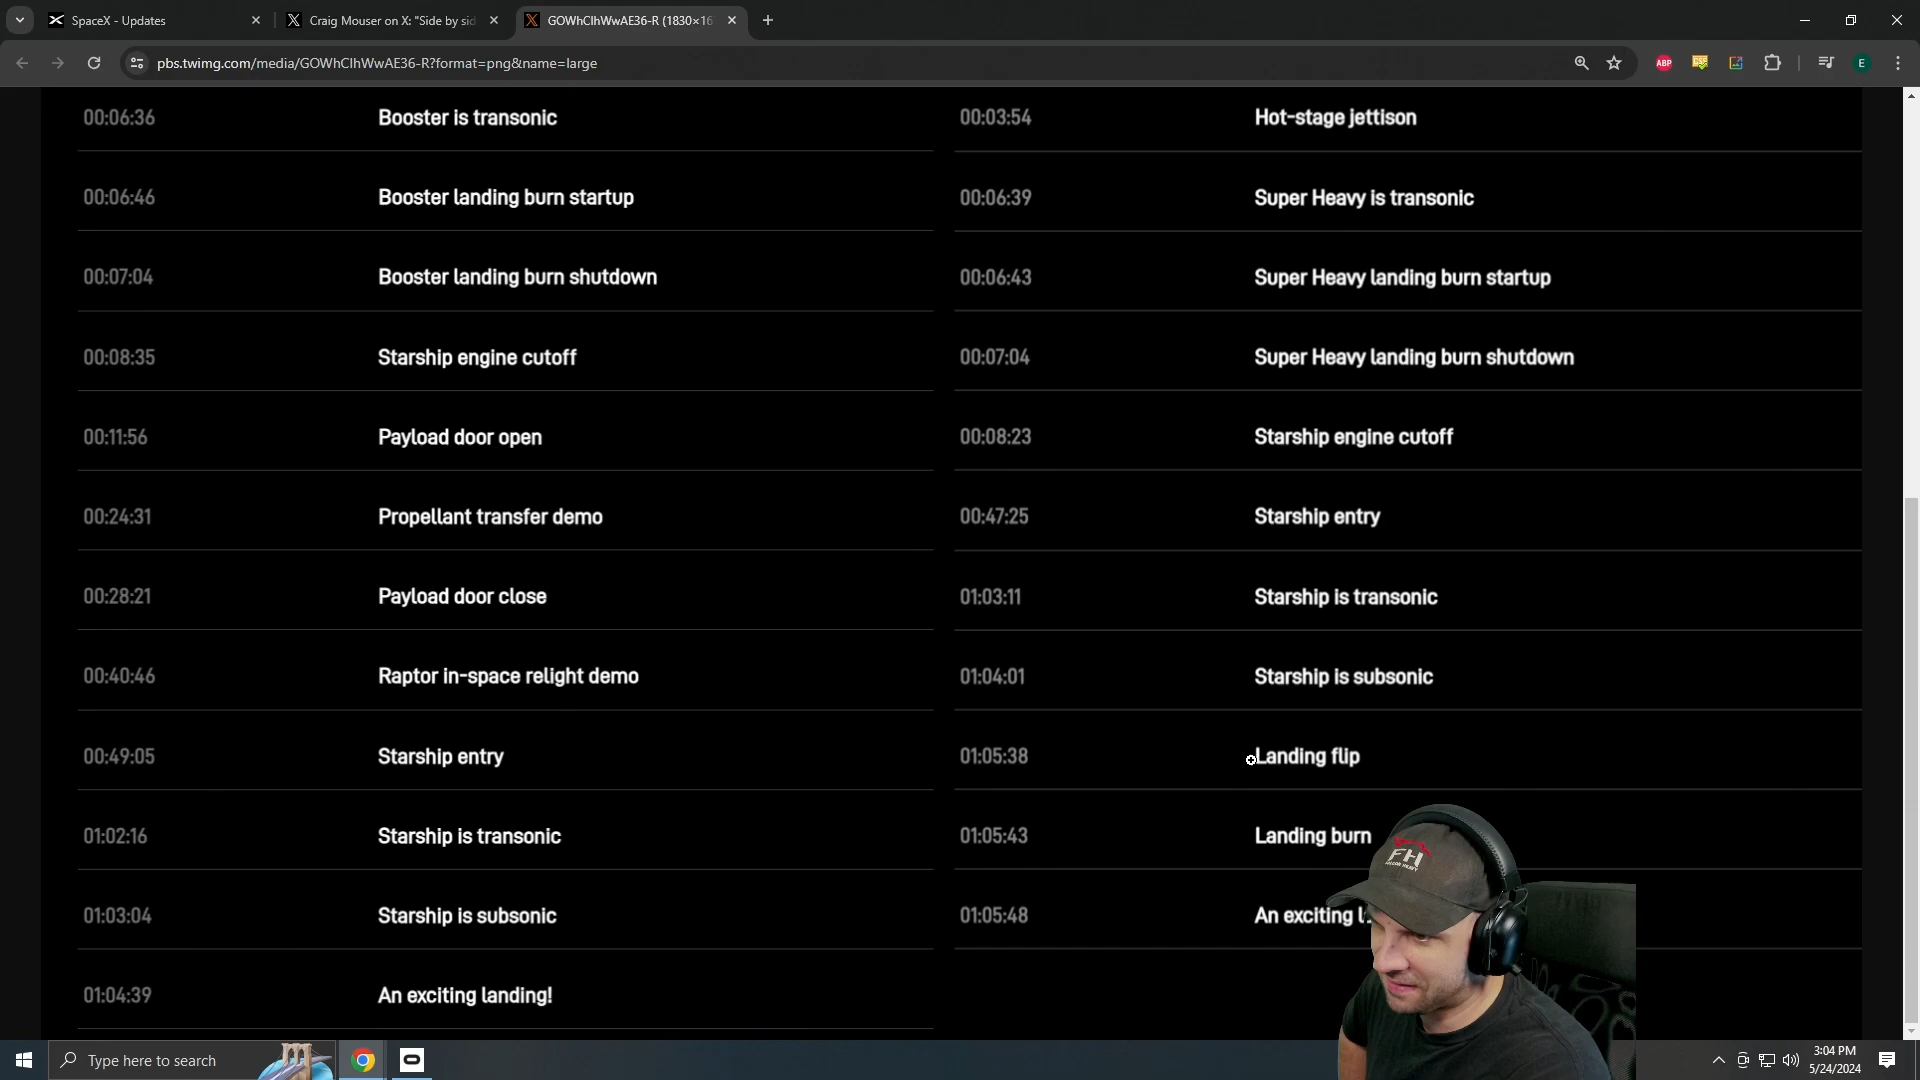 SpaceX - Updates
Craig Mouser on X: "Side by sid
GOWhClhWwAE36-R (1830×16
pbs.twimg.com/media/GOWhClhWwAE36-R?format=png&name=large
ABP
E
00:06:36 Booster is transonic
00:06:46 Booster landing burn startup
00:07:04 Booster landing burn shutdown
00:08:35 Starship engine cutoff
00:11:56 Payload door open
00:24:31 Propellant transfer demo
00:28:21 Payload door close
00:40:46 Raptor in-space relight demo
00:49:05 Starship entry
01:02:16 Starship is transonic
01:03:04 Starship is subsonic
01:04:39 An exciting landing!
00:03:54 Hot-stage jettison
00:06:39 Super Heavy is transonic
00:06:43 Super Heavy landing burn startup
00:07:04 Super Heavy landing burn shutdown
00:08:23 Starship engine cutoff
00:47:25 Starship entry
01:03:11 Starship is transonic
01:04:01 Starship is subsonic
01:05:38 Landing flip
01:05:43 Landing burn
01:05:48 An exciting l
FH
FALCON HEAVY
Type here to search
3:04 PM
5/24/2024